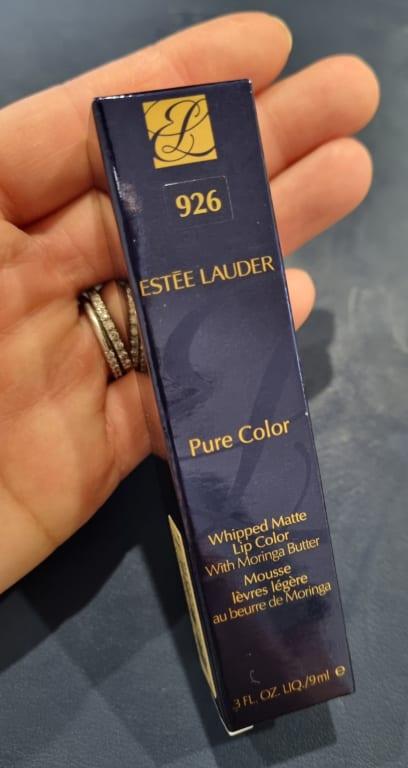 EL
926
ESTĒE LAUDER
Pure Color
Whipped Matte
Lip Color
With Moringa Butter
Mousse
lèvres légère
au beurre de Moringa
.3 FL. OZ. LIQ./9ml e